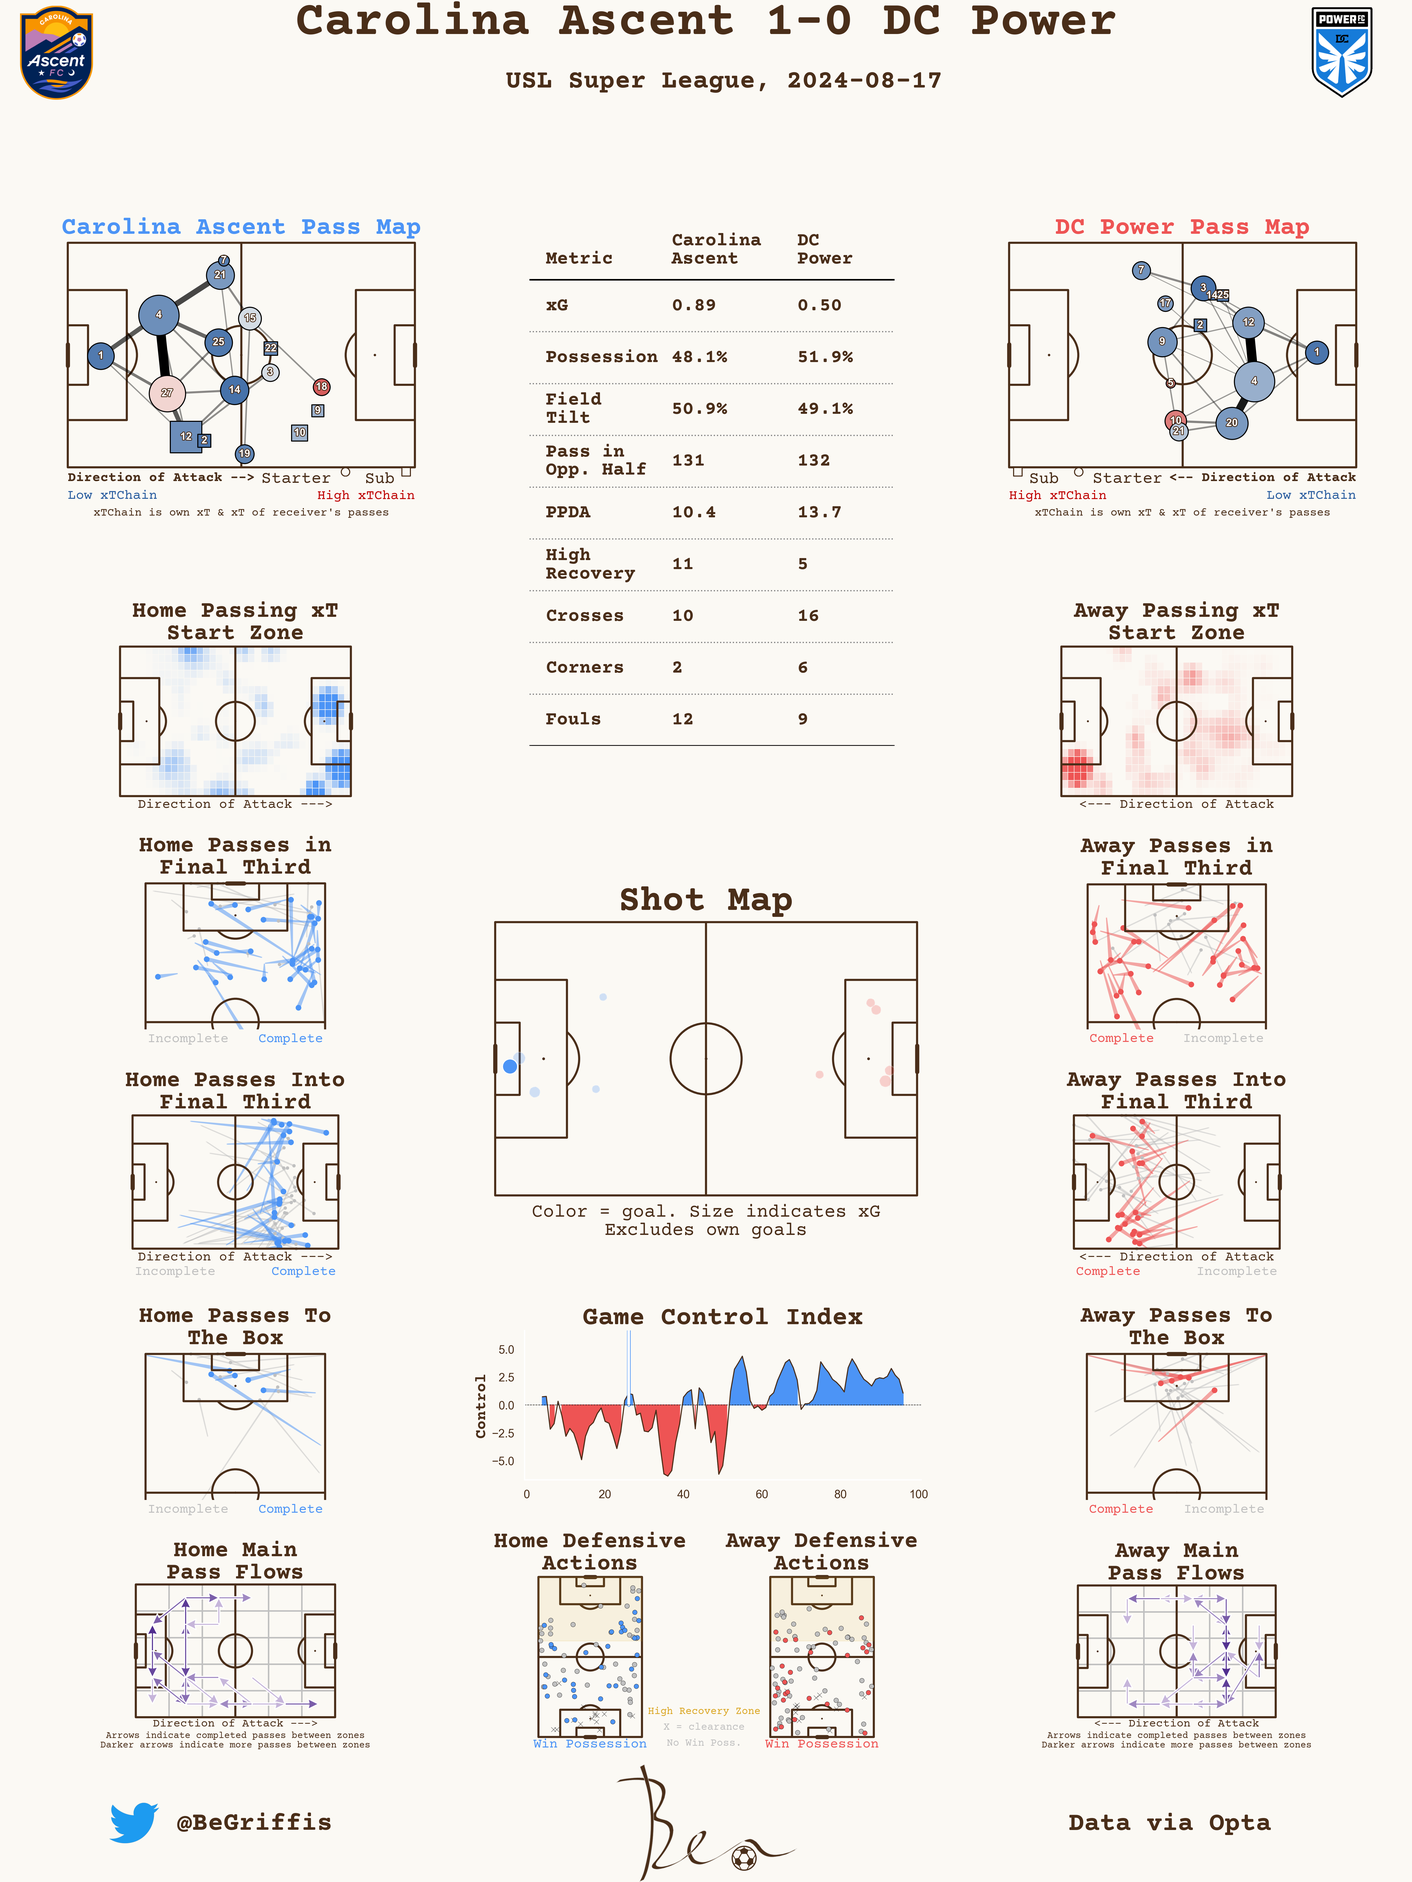 Carolina Ascent 1-0 DC Power
USL Super League, 2024-08-17
CAROLINA
Ascent
FC
POWER FC
DC
Carolina Ascent Pass Map
7
21
4
15
25
22
1
3
27
14
18
9
12
2
10
19
Direction of Attack --> Starter Sub
Low xTChain High xTChain
xTChain is own xT & xT of receiver's passes
Metric Carolina Ascent DC Power
xG 0.89 0.50
Possession 48.1% 51.9%
Field Tilt 50.9% 49.1%
Pass in Opp. Half 131 132
PPDA 10.4 13.7
High Recovery 11 5
Crosses 10 16
Corners 2 6
Fouls 12 9
DC Power Pass Map
7
3
14 25
17
2
12
9
1
5
4
10
21
20
Sub Starter <-- Direction of Attack
High xTChain Low xTChain
xTChain is own xT & xT of receiver's passes
Home Passing xT
Start Zone
Direction of Attack --->
Away Passing xT
Start Zone
<--- Direction of Attack
Home Passes in
Final Third
Incomplete Complete
Away Passes in
Final Third
Complete Incomplete
Shot Map
Color = goal. Size indicates xG
Excludes own goals
Home Passes Into
Final Third
Direction of Attack --->
Incomplete Complete
Away Passes Into
Final Third
<--- Direction of Attack
Complete Incomplete
Home Passes To
The Box
Incomplete Complete
Game Control Index
Control
5.0
2.5
0.0
−2.5
−5.0
0 20 40 60 80 100
Away Passes To
The Box
Complete Incomplete
Home Main
Pass Flows
Direction of Attack --->
Arrows indicate completed passes between zones
Darker arrows indicate more passes between zones
Home Defensive
Actions
Win Possession
High Recovery Zone
X = clearance
No Win Poss.
Away Defensive
Actions
Win Possession
Away Main
Pass Flows
<--- Direction of Attack
Arrows indicate completed passes between zones
Darker arrows indicate more passes between zones
@BeGriffis
Ben
Data via Opta